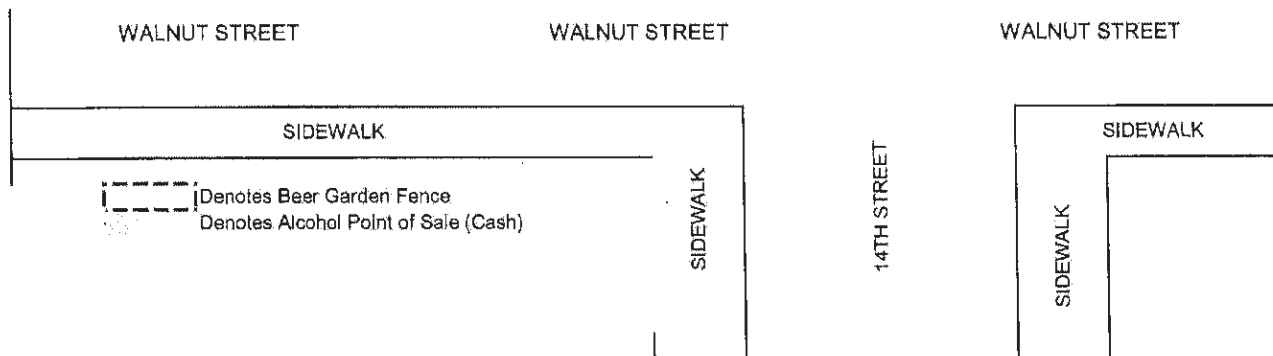 WALNUT STREET
WALNUT STREET
WALNUT STREET
SIDEWALK
SIDEWALK
Denotes Beer Garden Fence
Denotes Alcohol Point of Sale (Cash)
SIDEWALK
14TH STREET
SIDEWALK